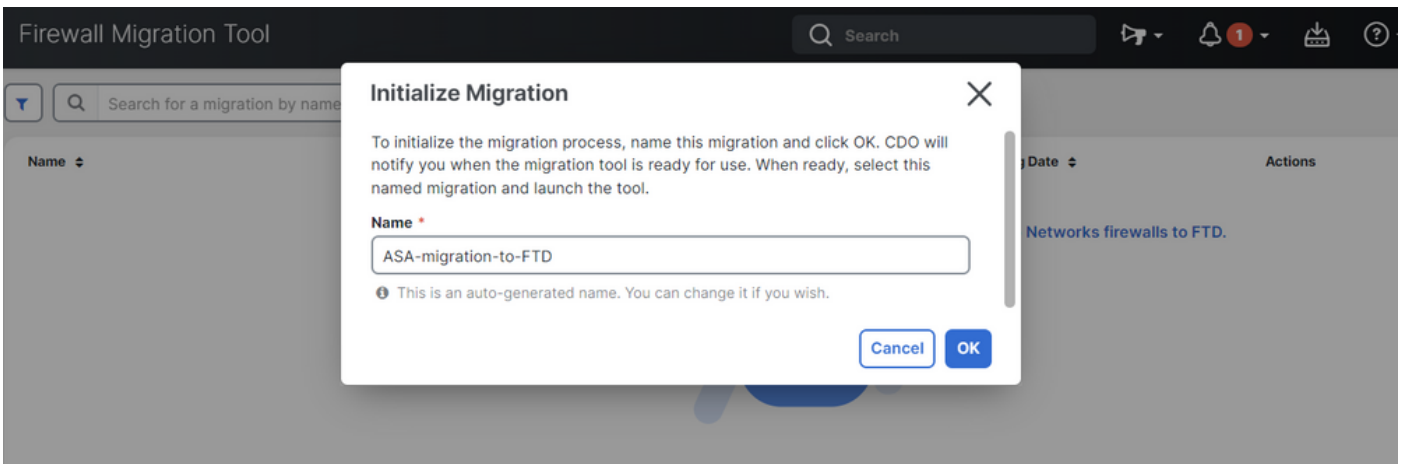 Firewall Migration Tool
Search
1
Search for a migration by name
Initialize Migration
To initialize the migration process, name this migration and click OK. CDO will
notify you when the migration tool is ready for use. When ready, select this
named migration and launch the tool.
Name *
ASA-migration-to-FTD
This is an auto-generated name. You can change it if you wish.
Cancel OK
Name
Date
Actions
Networks firewalls to FTD.